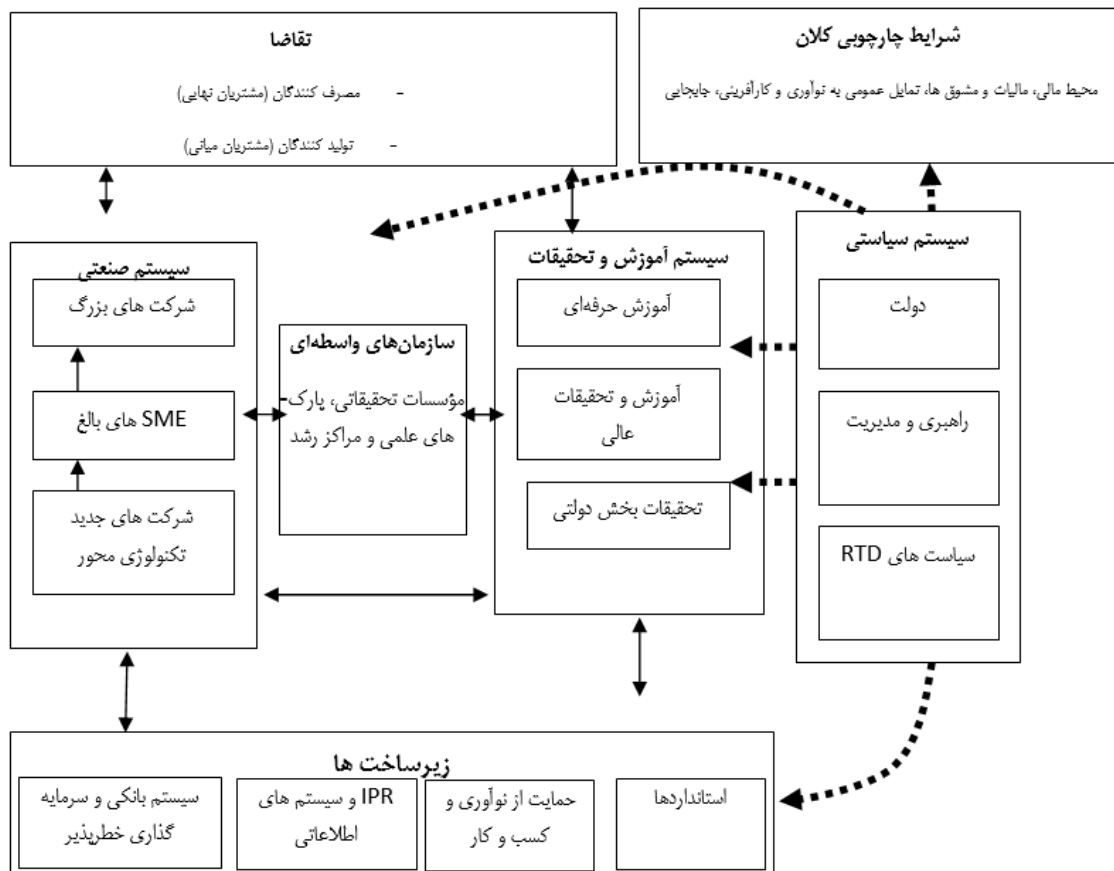 تقاضا
- مصرف کنندگان (مشتریان نهایی)
- تولید کنندگان (مشتریان میانی)
شرایط چارچوبی کلان
محیط مالی، مالیات و مشوق ها، تمایل عمومی به نوآوری و کارآفرینی، جابجایی
سیستم سیاستی
دولت
راهبری و مدیریت
سیاست های RTD
سیستم آموزش و تحقیقات
آموزش حرفه‌ای
آموزش و تحقیقات
عالی
تحقیقات بخش دولتی
سازمان‌های واسطه‌ای
مؤسسات تحقیقاتی، پارک-
های علمی و مراکز رشد
سیستم صنعتی
شرکت های بزرگ
SME های بالغ
شرکت های جدید
تکنولوژی محور
زیرساخت ها
استانداردها
حمایت از نوآوری و
کسب و کار
IPR و سیستم های
اطلاعاتی
سیستم بانکی و سرمایه
گذاری خطرپذیر